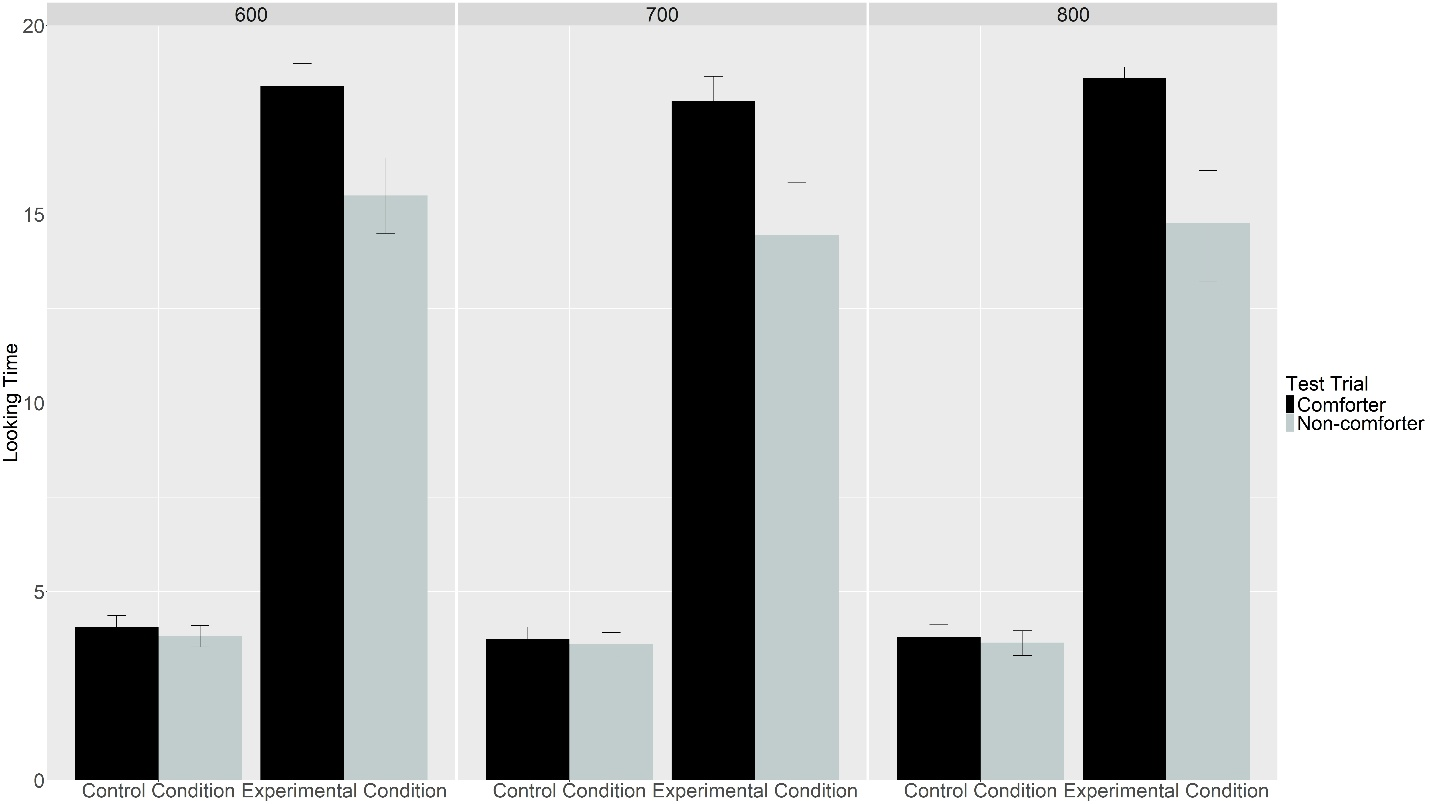 600 700 800
20
15
10
5
0
Looking Time
Control Condition Experimental Condition Control Condition Experimental Condition Control Condition Experimental Condition
Test Trial
Comforter
Non-comforter